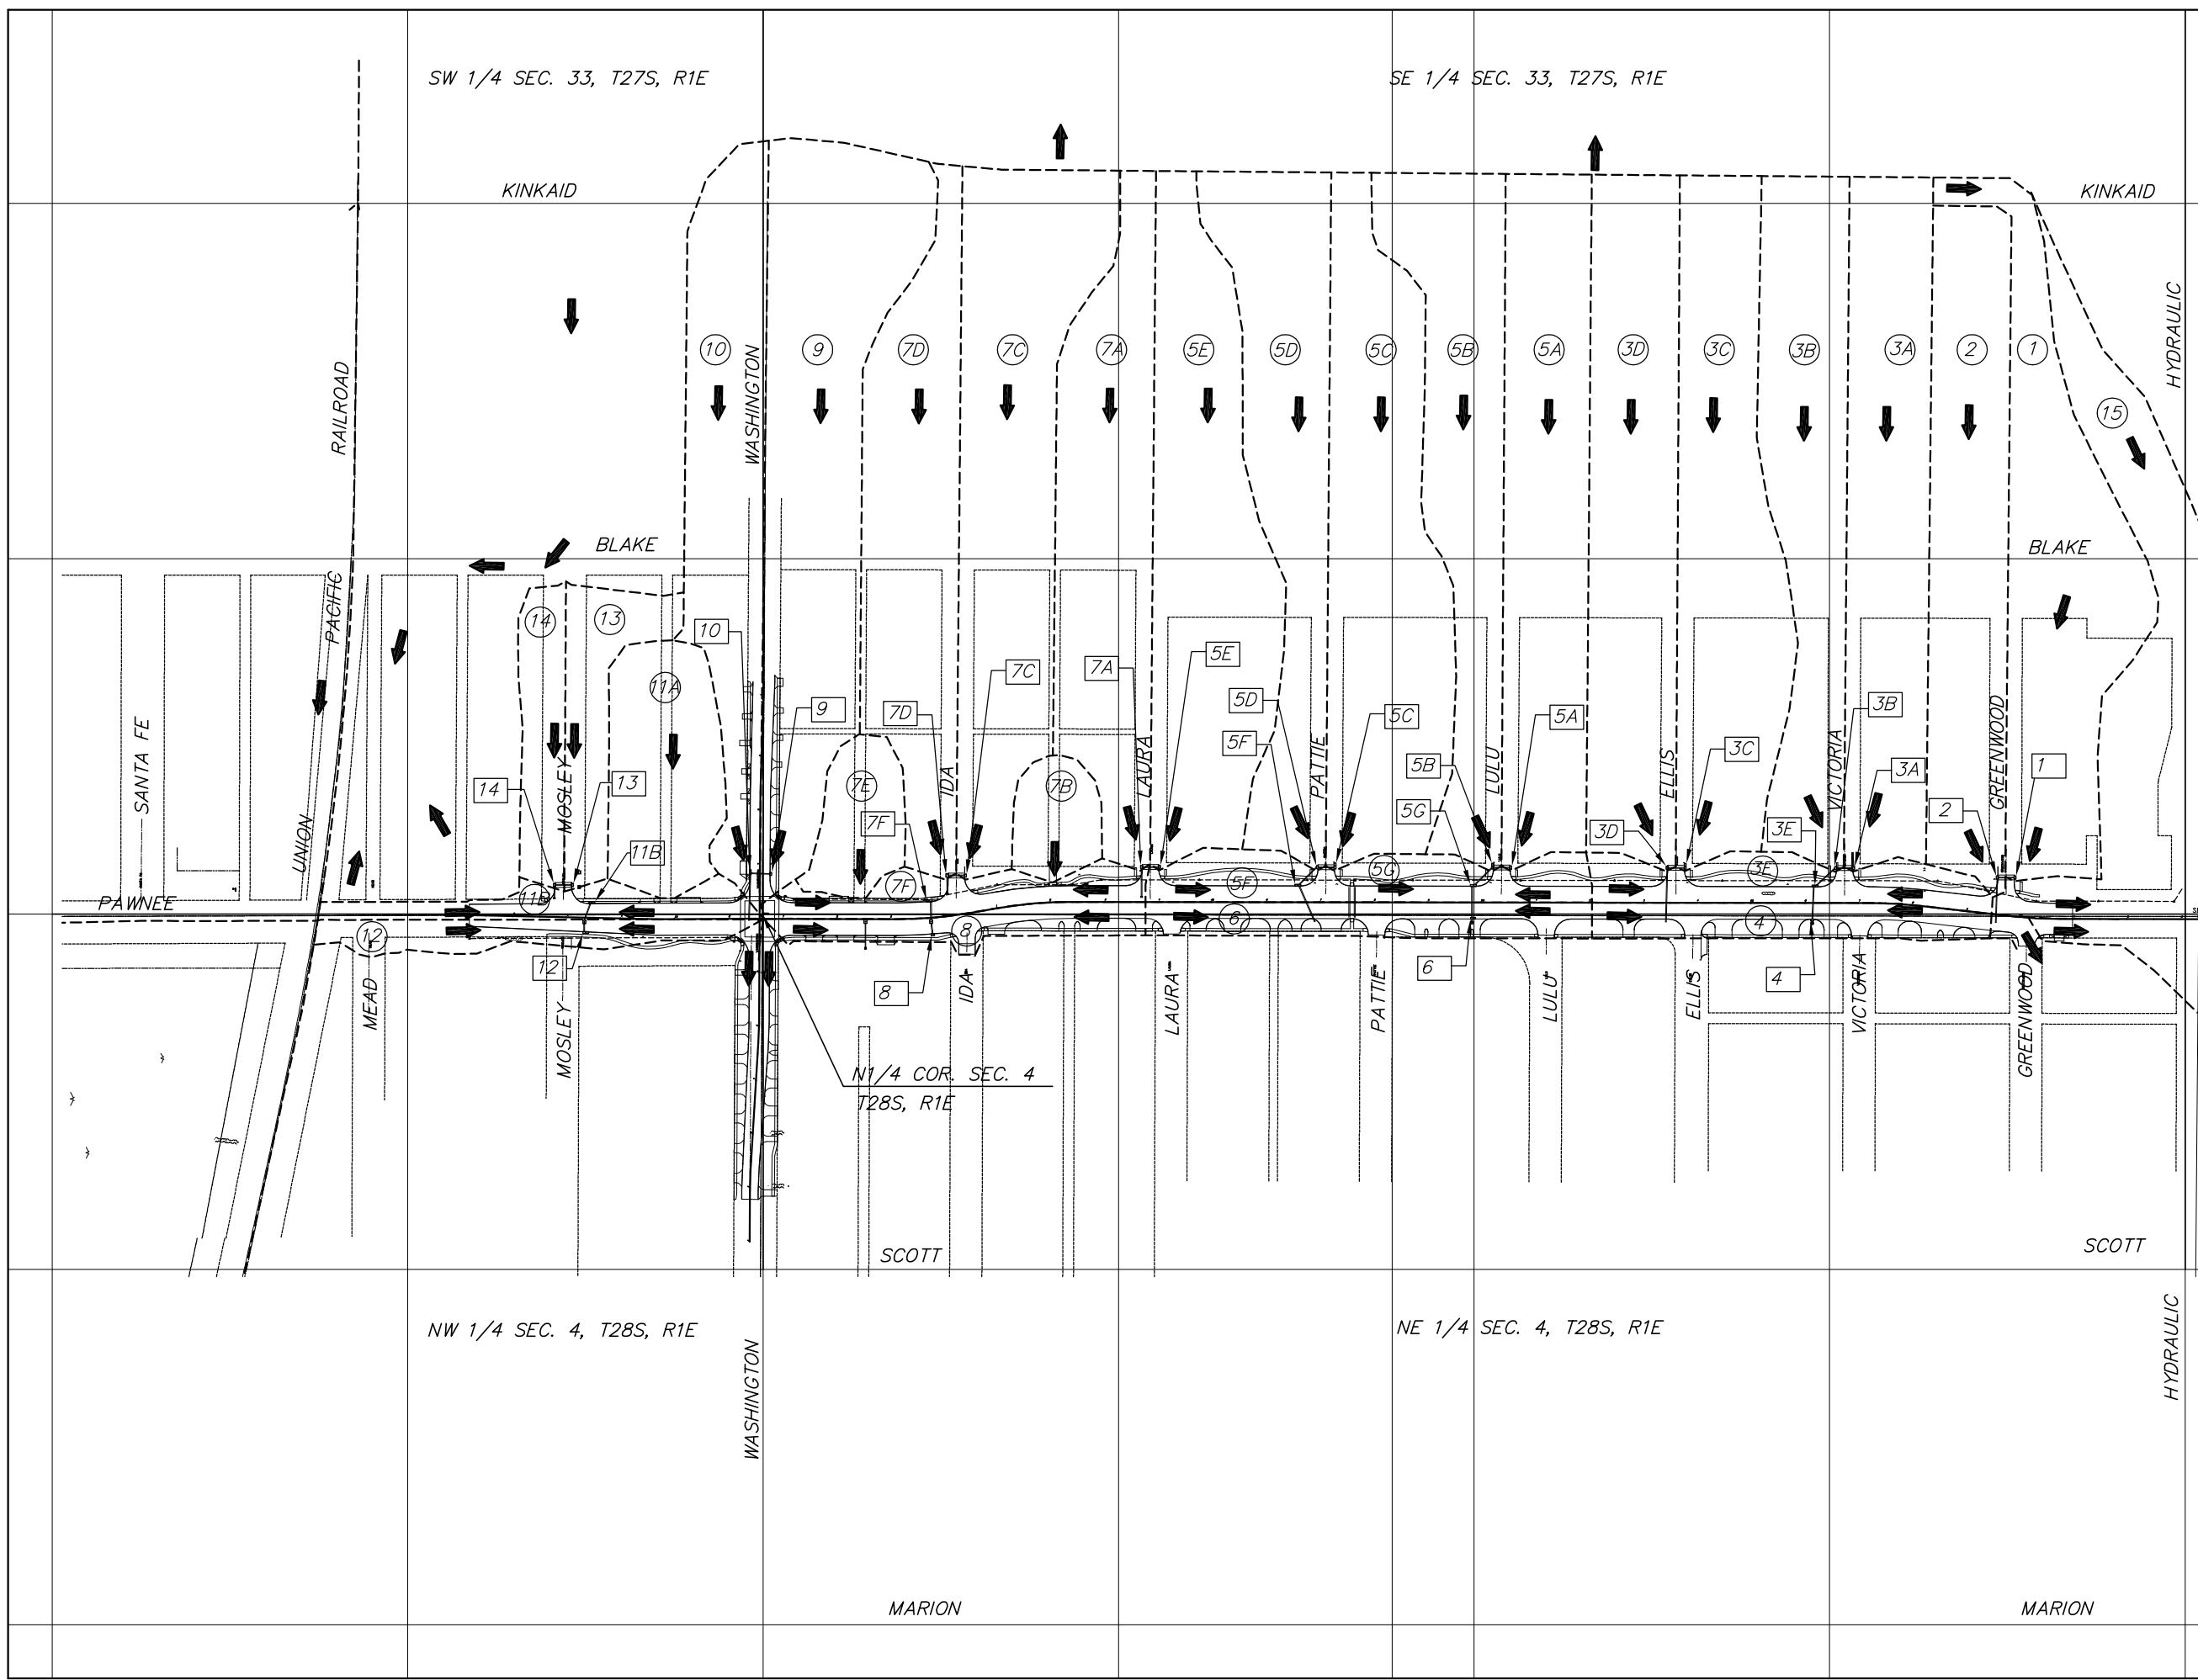 SW 1/4 SEC. 33, T27S, R1E
SE 1/4 SEC. 33, T27S, R1E
KINKAID
KINKAID
HYDRAULIC
RAILROAD
WASHINGTON
10
9
7D
7C
7A
5E
5D
5C
5B
5A
3D
3C
3B
3A
2
1
15
BLAKE
BLAKE
PACIFIC
UNION
14
13
11A
10
9
7D
7C
7A
5E
5D
5F
5C
5B
5G
5A
3D
3C
3E
3B
3A
2
1
SANTA FE
14
MOSLEY
13
11B
7E
7F
IDA
7B
LAURA
PATTIE
LULU
ELLIS
VICTORIA
GREENWOOD
PAWNEE
11B
7F
5F
5G
3E
12
8
6
4
12
8
6
4
MEAD
MOSLEY
IDA
LAURA
PATTIE
LULU
ELLIS
VICTORIA
GREENWOOD
N1/4 COR. SEC. 4
T28S, R1E
SCOTT
SCOTT
NW 1/4 SEC. 4, T28S, R1E
NE 1/4 SEC. 4, T28S, R1E
WASHINGTON
HYDRAULIC
MARION
MARION